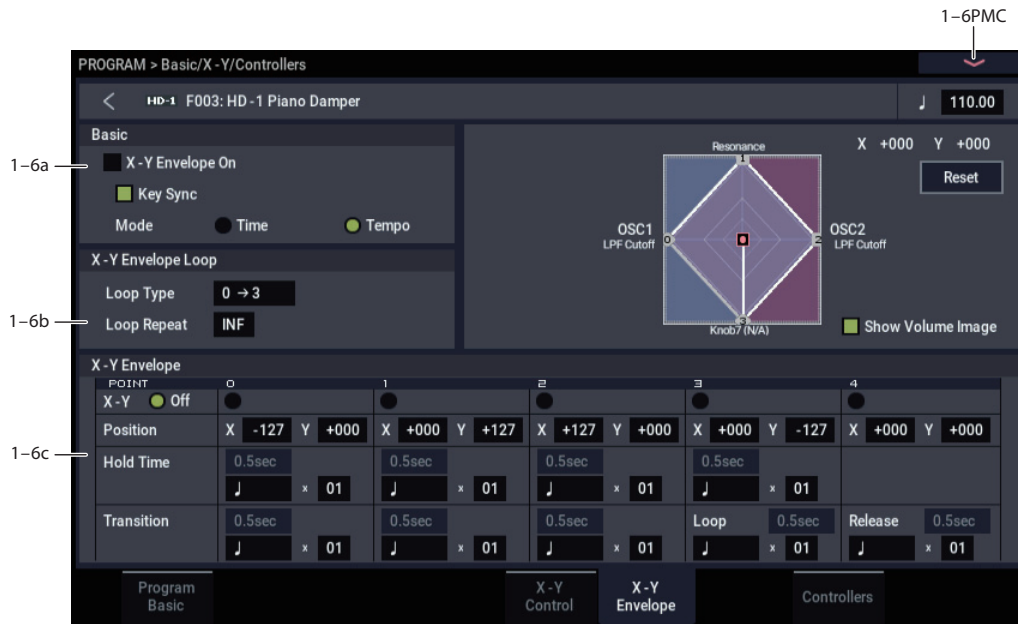 1–6PMC
PROGRAM > Basic/X-Y/Controllers
HD-1 F003: HD-1 Piano Damper
♩ 110.00
Basic
1–6a
X-Y Envelope On
Key Sync
Mode Time Tempo
X-Y Envelope Loop
Loop Type 0→3
1–6b
Loop Repeat INF
X +000 Y +000
Reset
Resonance
1
OSC1
LPF Cutoff
0
0
2
OSC2
LPF Cutoff
3
Knob7 (N/A)
Show Volume Image
X-Y Envelope
POINT 0 1 2 3 4
X-Y Off
Position X -127 Y +000 X +000 Y +127 X +127 Y +000 X +000 Y -127 X +000 Y +000
1–6c
Hold Time 0.5sec 0.5sec 0.5sec 0.5sec
♩ x 01 ♩ x 01 ♩ x 01 ♩ x 01
Transition 0.5sec 0.5sec 0.5sec Loop 0.5sec Release 0.5sec
♩ x 01 ♩ x 01 ♩ x 01 ♩ x 01 ♩ x 01
Program
Basic
X-Y
Control
X-Y
Envelope
Controllers